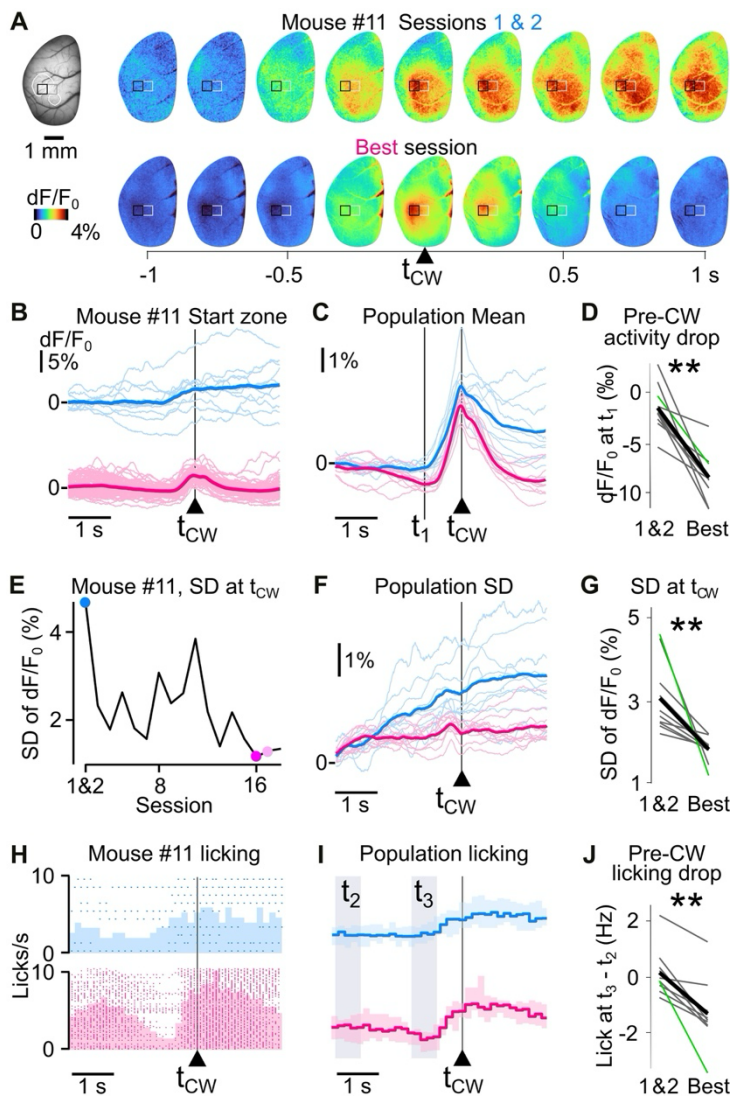 A
Mouse #11 Sessions 1 & 2
1 mm
Best session
dF/F0
0 4%
-1 -0.5 tCW 0.5 1 s
B Mouse #11 Start zone
dF/F0
5%
0
0
1 s
tCW
C Population Mean
1%
0
1 s
t1
tCW
D Pre-CW
activity drop
**
dF/F0 at t1 (‰)
0
-5
-10
1&2 Best
E Mouse #11, SD at tCW
SD of dF/F0 (%)
4
2
1&2 8 16
Session
F Population SD
1%
0
1 s
tCW
G SD at tCW
**
SD of dF/F0 (%)
5
3
1
1&2 Best
H Mouse #11 licking
Licks/s
10
0
10
0
1 s
tCW
I Population licking
t2 t3
1 s
tCW
J Pre-CW
licking drop
**
Lick at t3 - t2 (Hz)
2
0
-2
1&2 Best